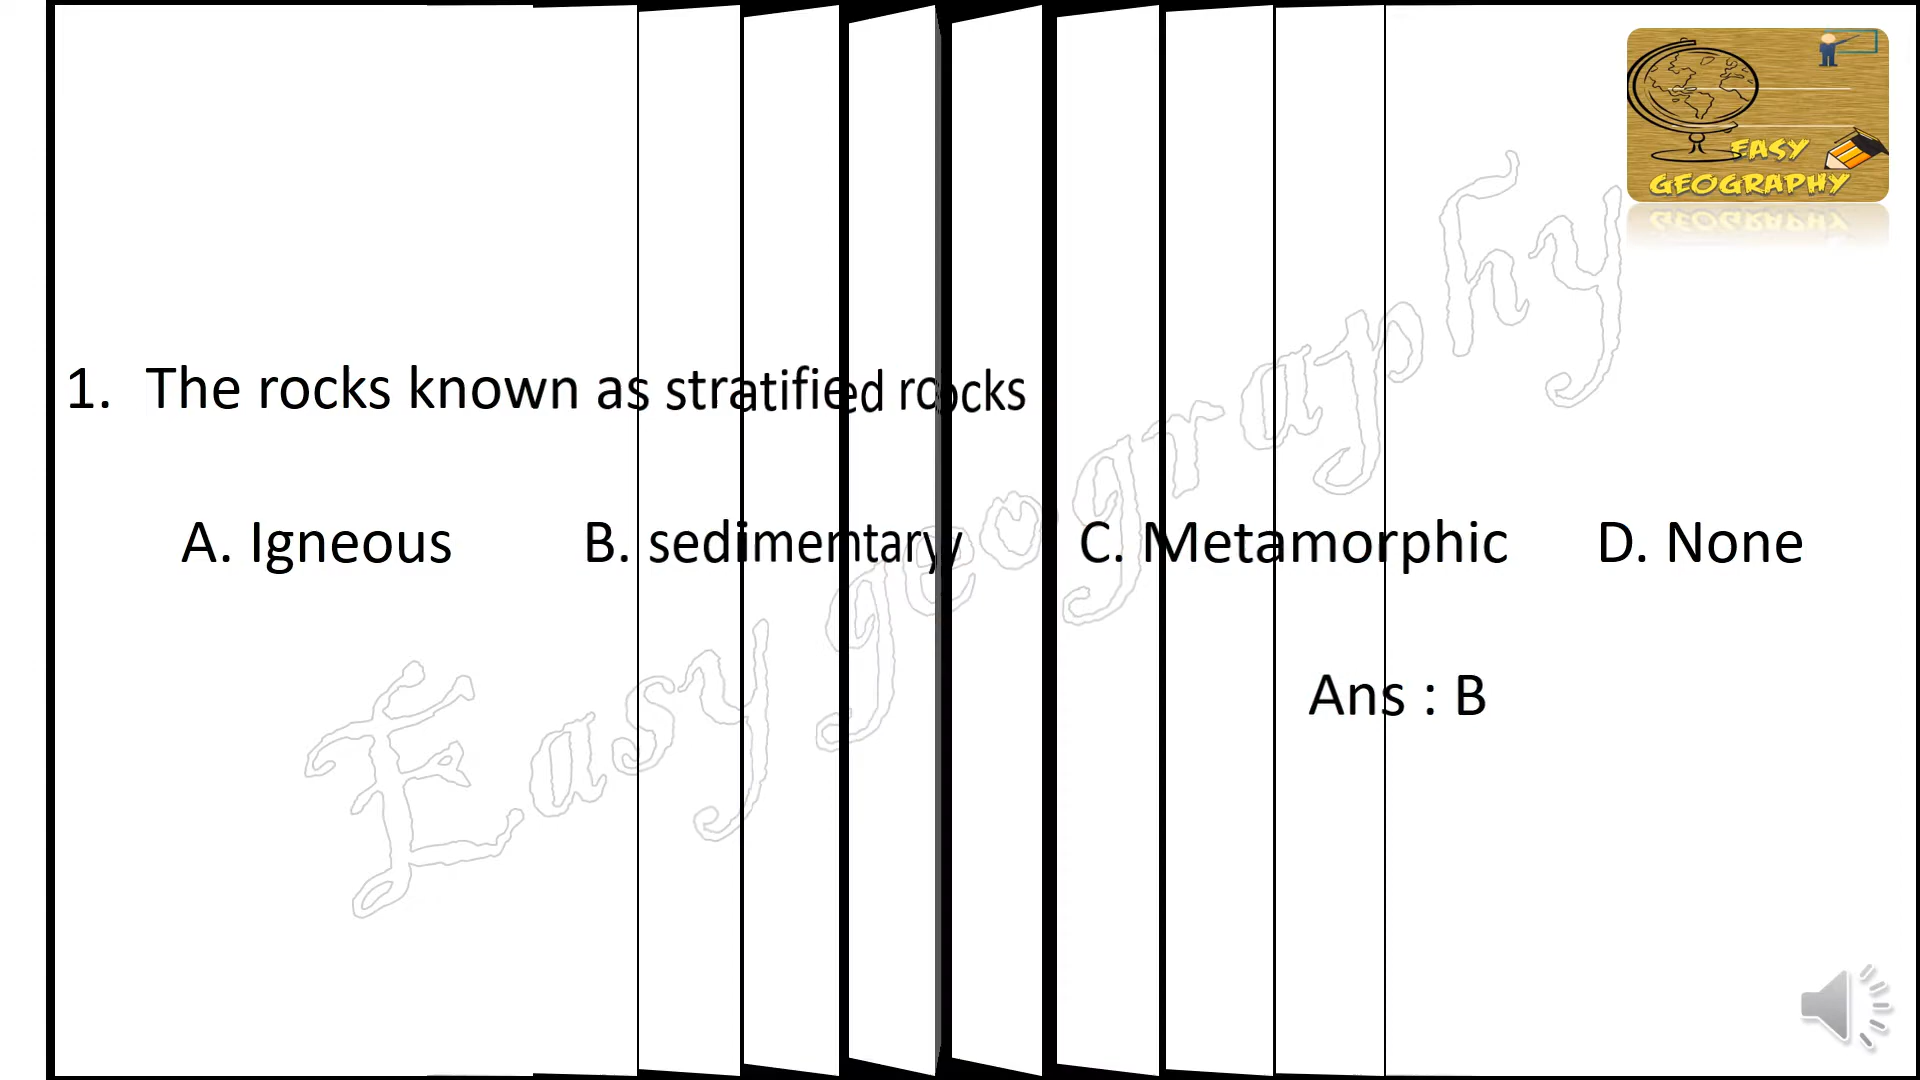 EASY
GEOGRAPHY
1. The rocks known as stratified rocks
A. Igneous B. sedimentary C. Metamorphic D. None
Ans : B
Easy geography